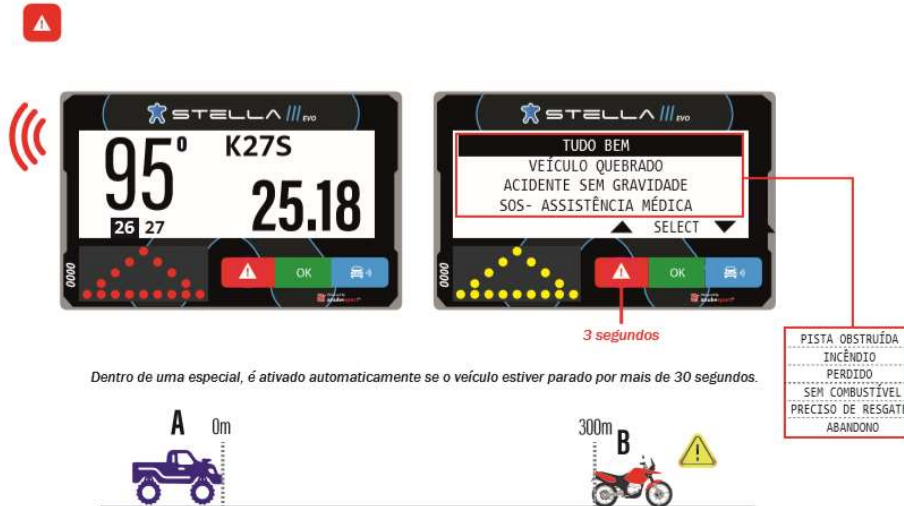 STELLA III EVO
95° K27S
25.18
26 27
0000
OK
STELLA III EVO
TUDO BEM
VEÍCULO QUEBRADO
ACIDENTE SEM GRAVIDADE
SOS- ASSISTÊNCIA MÉDICA
SELECT
0000
OK
3 segundos
PISTA OBSTRUÍDA
INCÊNDIO
PERDIDO
SEM COMBUSTÍVEL
PRECISO DE RESGATE
ABANDONO
Dentro de uma especial, é ativado automaticamente se o veículo estiver parado por mais de 30 segundos.
A 0m
300m B